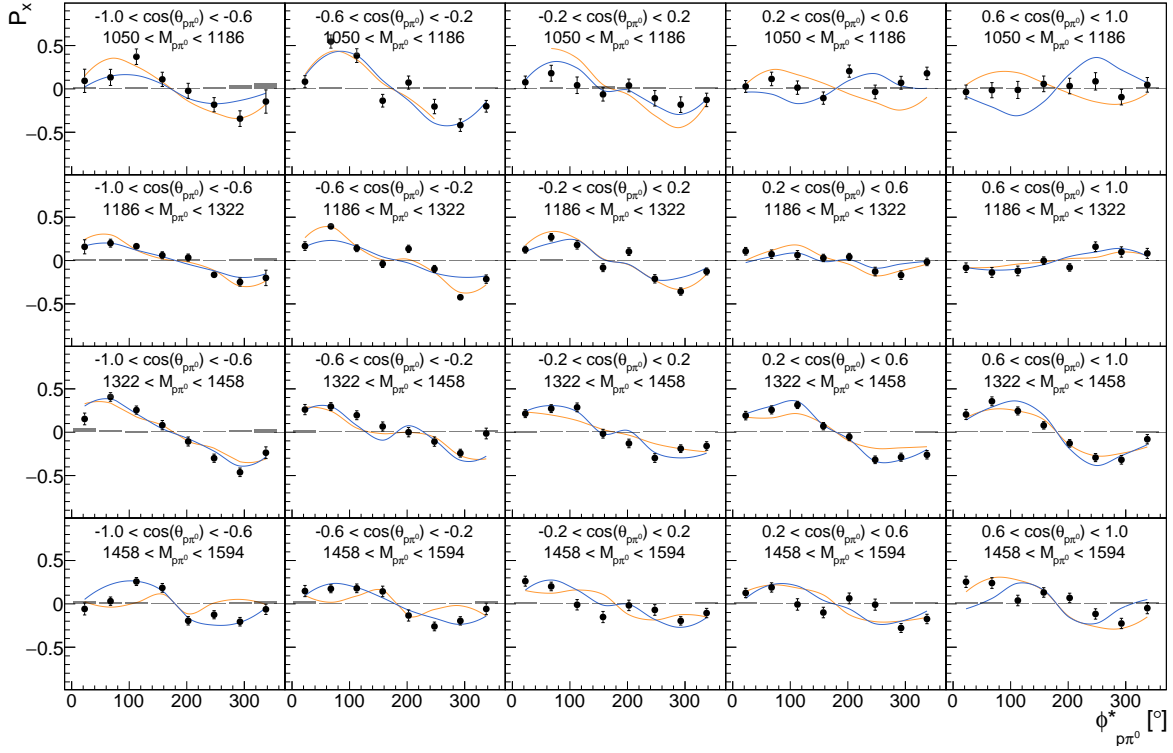 P_x
-1.0 < cos(θ_pπ⁰) < -0.6
1050 < M_pπ⁰ < 1186
-0.6 < cos(θ_pπ⁰) < -0.2
1050 < M_pπ⁰ < 1186
-0.2 < cos(θ_pπ⁰) < 0.2
1050 < M_pπ⁰ < 1186
0.2 < cos(θ_pπ⁰) < 0.6
1050 < M_pπ⁰ < 1186
0.6 < cos(θ_pπ⁰) < 1.0
1050 < M_pπ⁰ < 1186
0.5
0
−0.5
-1.0 < cos(θ_pπ⁰) < -0.6
1186 < M_pπ⁰ < 1322
-0.6 < cos(θ_pπ⁰) < -0.2
1186 < M_pπ⁰ < 1322
-0.2 < cos(θ_pπ⁰) < 0.2
1186 < M_pπ⁰ < 1322
0.2 < cos(θ_pπ⁰) < 0.6
1186 < M_pπ⁰ < 1322
0.6 < cos(θ_pπ⁰) < 1.0
1186 < M_pπ⁰ < 1322
0.5
0
−0.5
-1.0 < cos(θ_pπ⁰) < -0.6
1322 < M_pπ⁰ < 1458
-0.6 < cos(θ_pπ⁰) < -0.2
1322 < M_pπ⁰ < 1458
-0.2 < cos(θ_pπ⁰) < 0.2
1322 < M_pπ⁰ < 1458
0.2 < cos(θ_pπ⁰) < 0.6
1322 < M_pπ⁰ < 1458
0.6 < cos(θ_pπ⁰) < 1.0
1322 < M_pπ⁰ < 1458
0.5
0
−0.5
-1.0 < cos(θ_pπ⁰) < -0.6
1458 < M_pπ⁰ < 1594
-0.6 < cos(θ_pπ⁰) < -0.2
1458 < M_pπ⁰ < 1594
-0.2 < cos(θ_pπ⁰) < 0.2
1458 < M_pπ⁰ < 1594
0.2 < cos(θ_pπ⁰) < 0.6
1458 < M_pπ⁰ < 1594
0.6 < cos(θ_pπ⁰) < 1.0
1458 < M_pπ⁰ < 1594
0.5
0
−0.5
0 100 200 300
0 100 200 300
0 100 200 300
0 100 200 300
0 100 200 300
ϕ*_pπ⁰ [°]